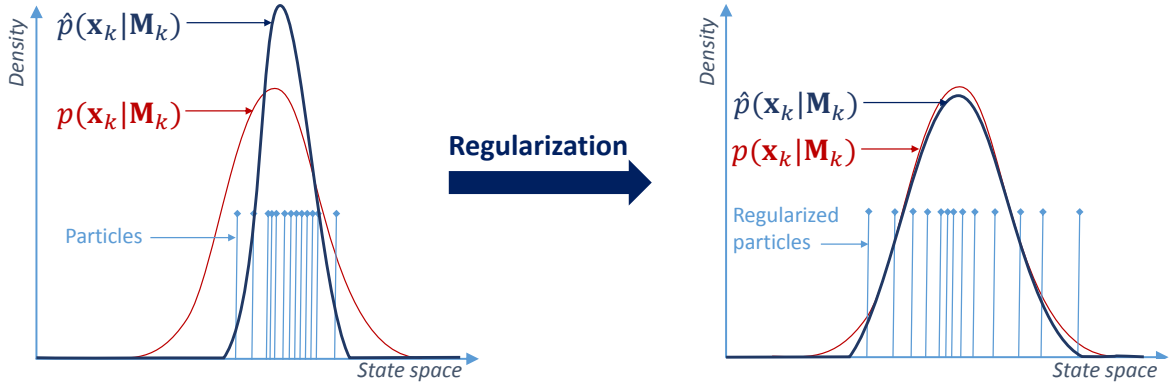 Density
p̂(𝐱ₖ|𝐌ₖ)
p(𝐱ₖ|𝐌ₖ)
Particles
State space
Regularization
Density
p̂(𝐱ₖ|𝐌ₖ)
p(𝐱ₖ|𝐌ₖ)
Regularized
particles
State space